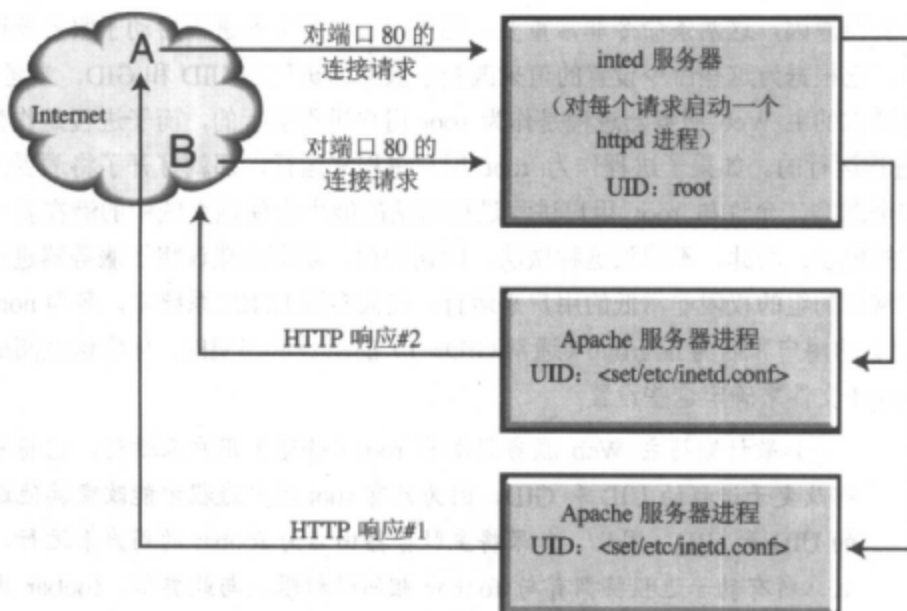 A
Internet
B
对端口 80 的
连接请求
对端口 80 的
连接请求
inted 服务器
（对每个请求启动一个
httpd 进程）
UID：root
HTTP 响应#2
Apache 服务器进程
UID：<set/etc/inetd.conf>
HTTP 响应#1
Apache 服务器进程
UID：<set/etc/inetd.conf>